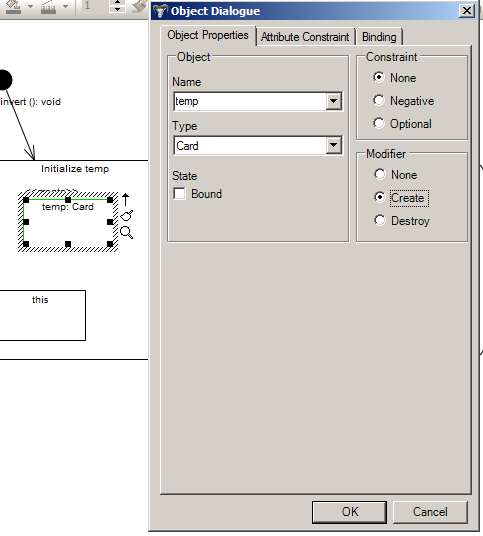 Object Dialogue
1
Object Properties
Attribute Constraint
Binding
Object
Name
temp
Type
Card
State
Bound
Constraint
None
Negative
Optional
Modifier
None
Create
Destroy
OK
Cancel
invert (): void
Initialize temp
temp: Card
this